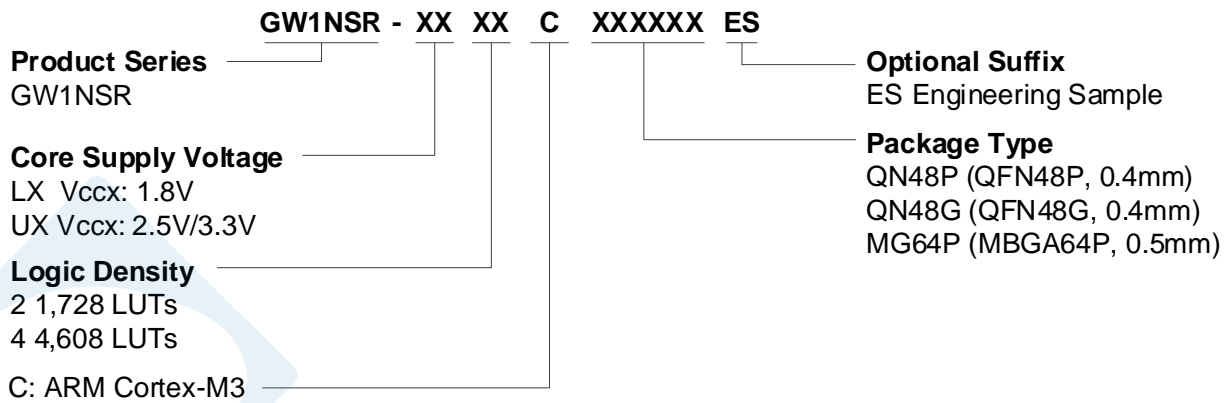 GW1NSR - XX XX C XXXXXX ES
Product Series
GW1NSR
Core Supply Voltage
LX Vccx: 1.8V
UX Vccx: 2.5V/3.3V
Logic Density
2 1,728 LUTs
4 4,608 LUTs
C: ARM Cortex-M3
Optional Suffix
ES Engineering Sample
Package Type
QN48P (QFN48P, 0.4mm)
QN48G (QFN48G, 0.4mm)
MG64P (MBGA64P, 0.5mm)